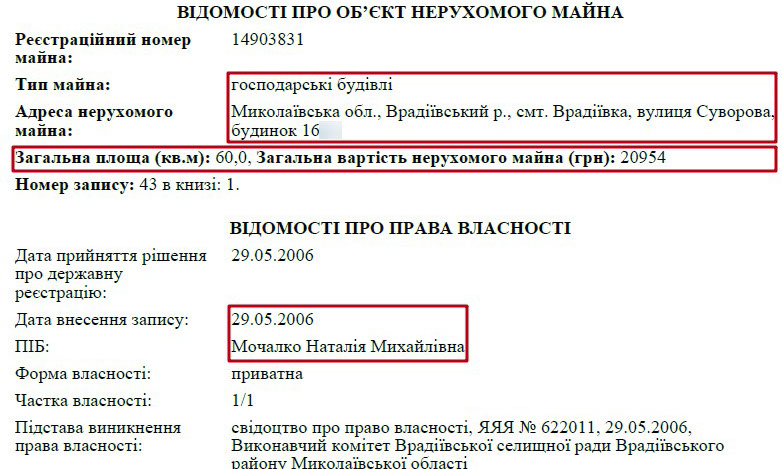 ВІДОМОСТІ ПРО ОБ’ЄКТ НЕРУХОМОГО МАЙНА
Реєстраційний номер майна: 14903831
Тип майна: господарські будівлі
Адреса нерухомого майна: Миколаївська обл., Врадіївський р., смт. Врадіївка, вулиця Суворова, будинок 16
Загальна площа (кв.м): 60,0, Загальна вартість нерухомого майна (грн): 20954
Номер запису: 43 в книзі: 1.
ВІДОМОСТІ ПРО ПРАВА ВЛАСНОСТІ
Дата прийняття рішення про державну реєстрацію: 29.05.2006
Дата внесення запису: 29.05.2006
ПІБ: Мочалко Наталія Михайлівна
Форма власності: приватна
Частка власності: 1/1
Підстава виникнення права власності: свідоцтво про право власності, ЯЯЯ № 622011, 29.05.2006, Виконавчий комітет Врадіївської селищної ради Врадіївського району Миколаївської області